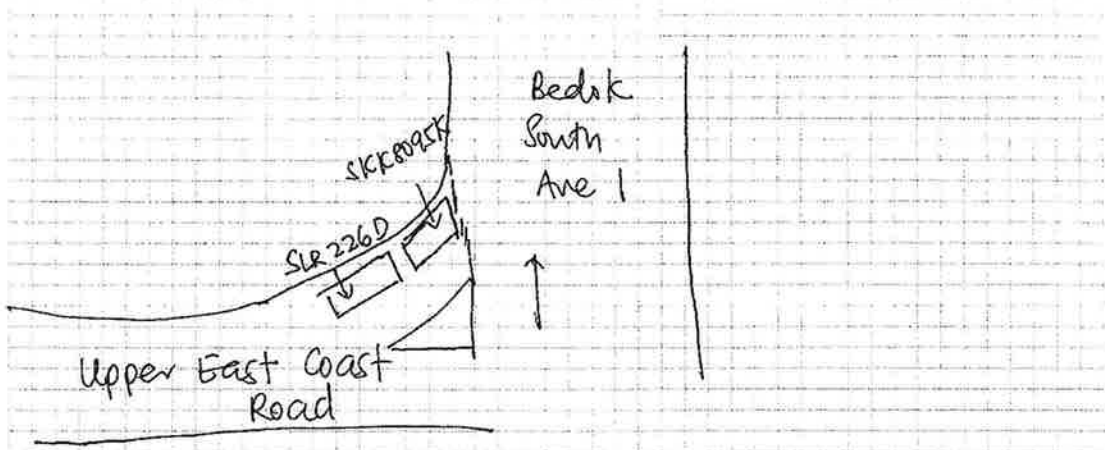 Bedok
South
Ave 1
SKK8095K
SLR226D
Upper East Coast
Road